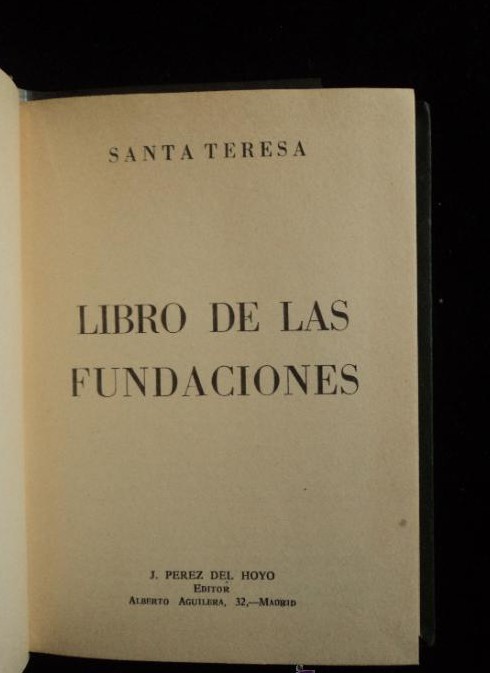 SANTA TERESA
LIBRO DE LAS
FUNDACIONES
J. PEREZ DEL HOYO
EDITOR
ALBERTO AGUILERA, 32,—MADRID